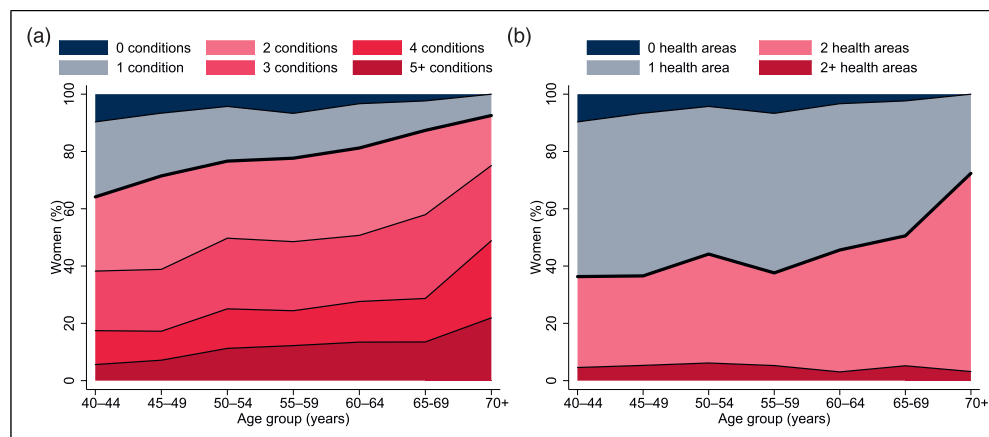 (a)
0 conditions 2 conditions 4 conditions
1 condition 3 conditions 5+ conditions
Women (%)
100
80
60
40
20
0
40–44 45–49 50–54 55–59 60–64 65-69 70+
Age group (years)
(b)
0 health areas 2 health areas
1 health area 2+ health areas
Women (%)
100
80
60
40
20
0
40–44 45–49 50–54 55–59 60–64 65-69 70+
Age group (years)